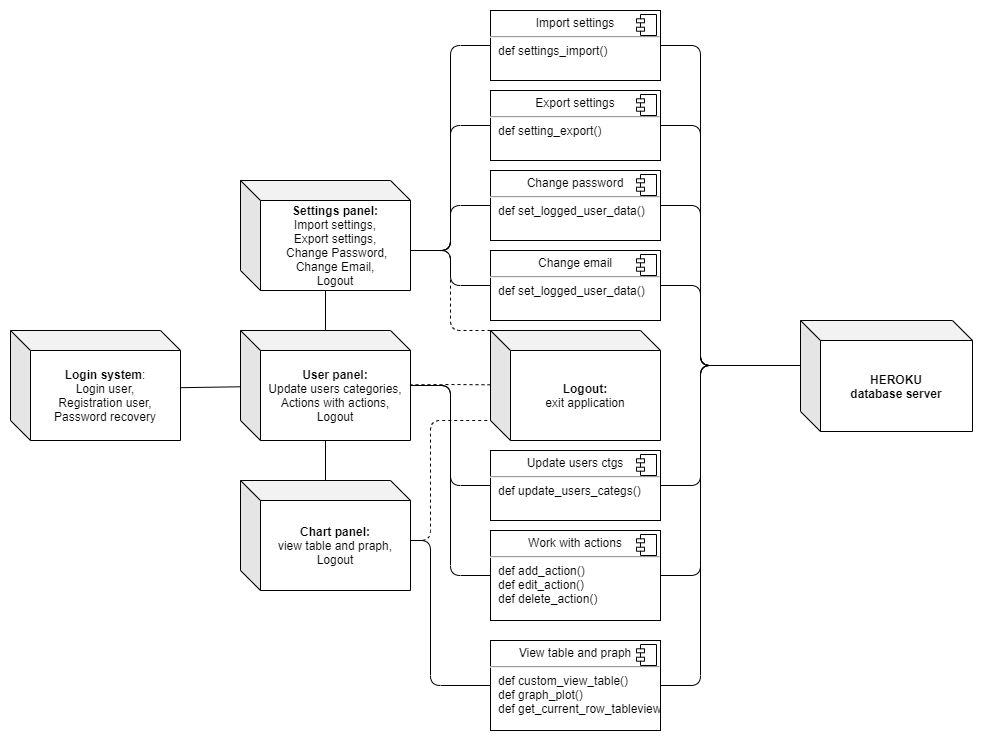 Import settings
def settings_import()
Export settings
def setting_export()
Change password
def set_logged_user_data()
Change email
def set_logged_user_data()
Settings panel:
Import settings,
Export settings,
Change Password,
Change Email,
Logout
Login system:
Login user,
Registration user,
Password recovery
User panel:
Update users categories,
Actions with actions,
Logout
Logout:
exit application
HEROKU
database server
Chart panel:
view table and praph,
Logout
Update users ctgs
def update_users_categs()
Work with actions
def add_action()
def edit_action()
def delete_action()
View table and praph
def custom_view_table()
def graph_plot()
def get_current_row_tableview